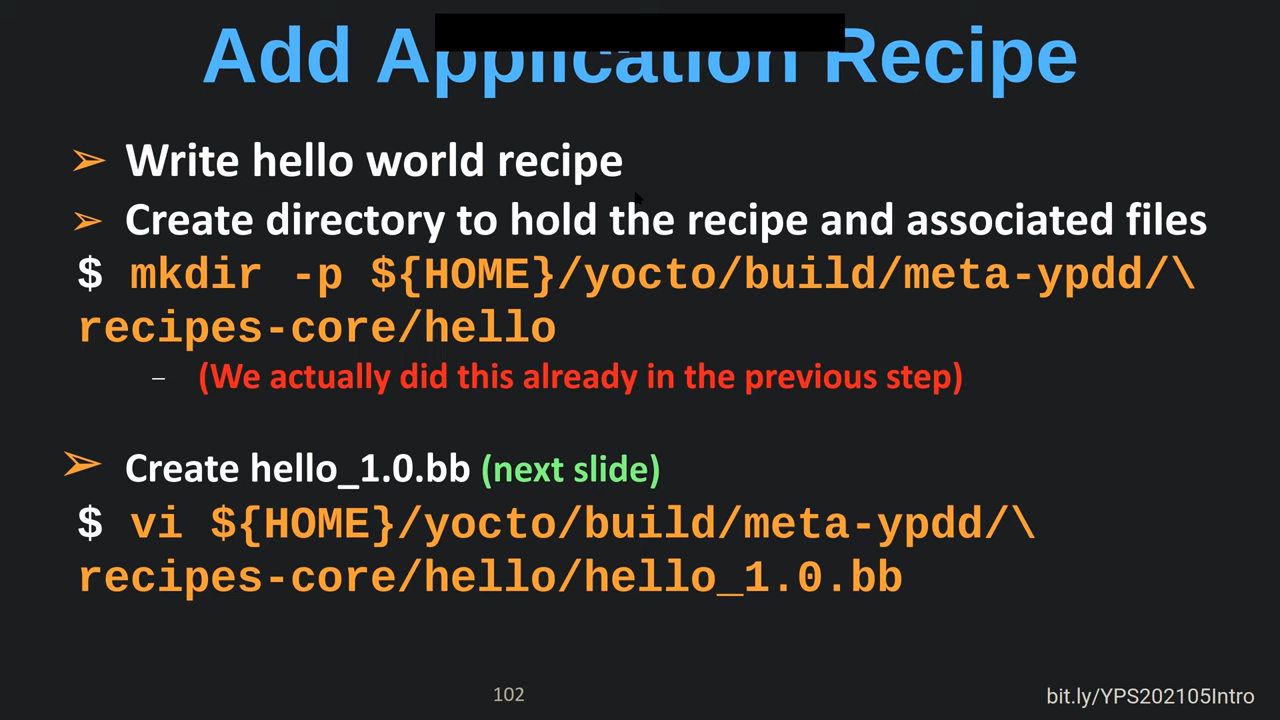 Add Application Recipe
➢ Write hello world recipe
➢ Create directory to hold the recipe and associated files
$ mkdir -p ${HOME}/yocto/build/meta-ypdd/\
recipes-core/hello
– (We actually did this already in the previous step)
➢ Create hello_1.0.bb (next slide)
$ vi ${HOME}/yocto/build/meta-ypdd/\
recipes-core/hello/hello_1.0.bb
102
bit.ly/YPS202105Intro